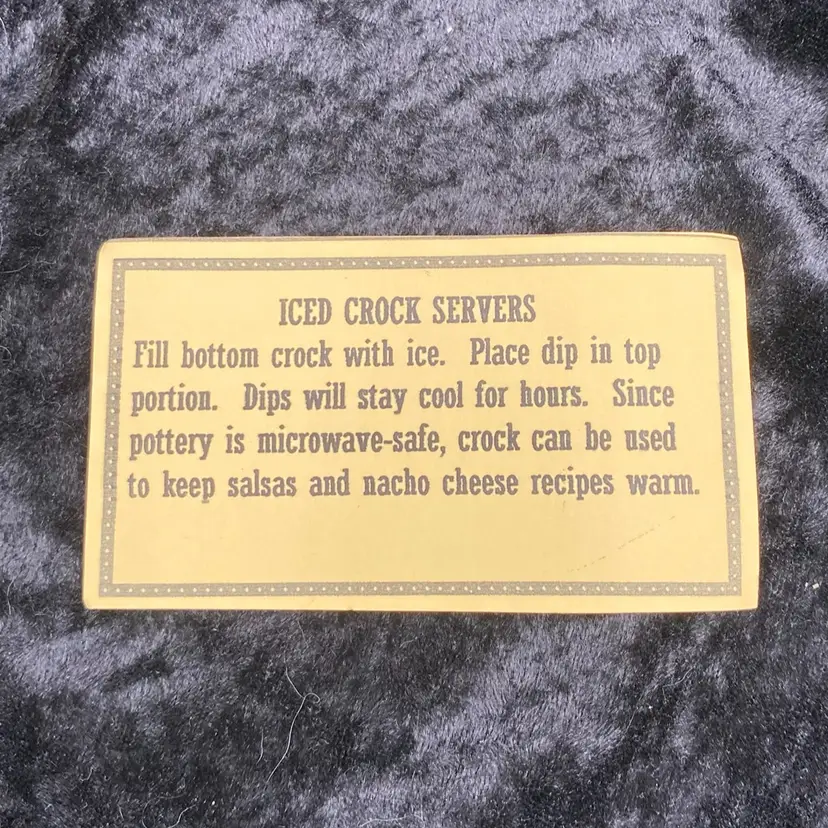 ICED CROCK SERVERS
Fill bottom crock with ice. Place dip in top
portion. Dips will stay cool for hours. Since
pottery is microwave-safe, crock can be used
to keep salsas and nacho cheese recipes warm.